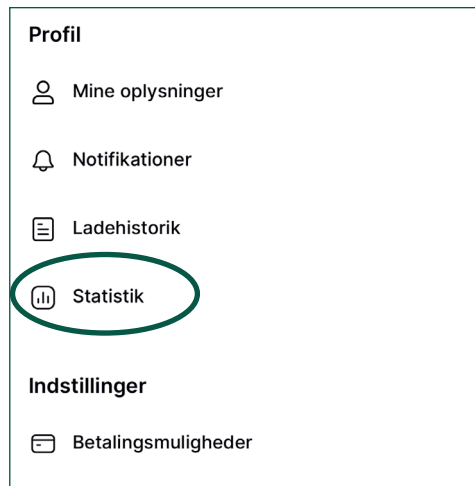 Profil
Mine oplysninger
Notifikationer
Ladehistorik
Statistik
Indstillinger
Betalingsmuligheder